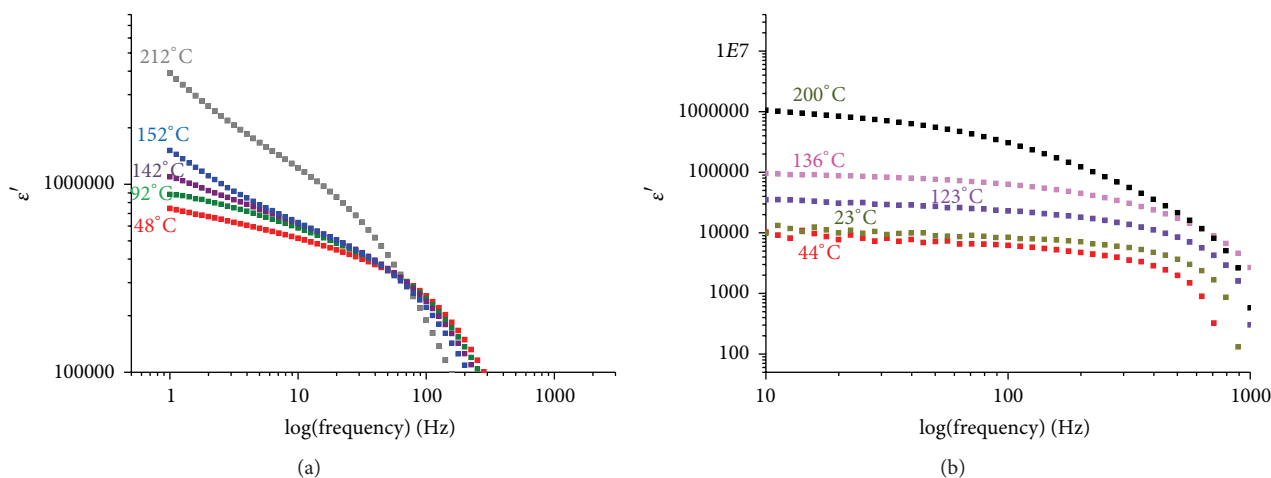 212°C
152°C
142°C
92°C
48°C
1000000
100000
ε′
1 10 100 1000
log(frequency) (Hz)
(a)
1E7
1000000
100000
10000
1000
100
ε′
200°C
136°C
123°C
23°C
44°C
10 100 1000
log(frequency) (Hz)
(b)